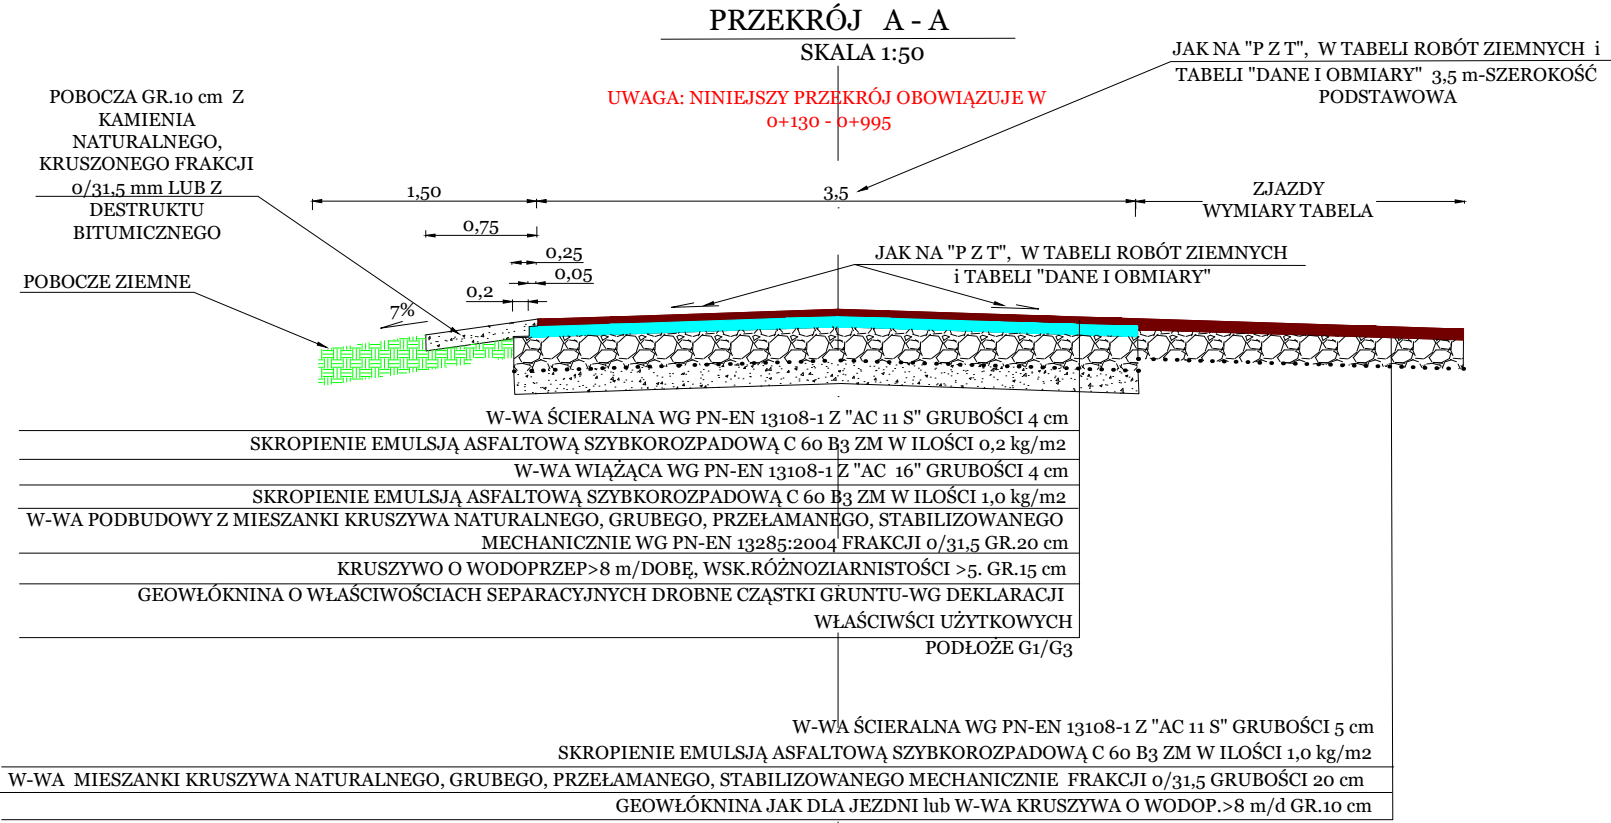 PRZEKRÓJ A - A
SKALA 1:50
JAK NA "P Z T", W TABELI ROBÓT ZIEMNYCH i
TABELI "DANE I OBMIARY" 3,5 m-SZEROKOŚĆ
PODSTAWOWA
UWAGA: NINIEJSZY PRZEKRÓJ OBOWIĄZUJE W
0+130 - 0+995
POBOCZA GR.10 cm Z
KAMIENIA
NATURALNEGO,
KRUSZONEGO FRAKCJI
0/31,5 mm LUB Z
DESTRUKTU
BITUMICZNEGO
1,50
3,5
ZJAZDY
WYMIARY TABELA
0,75
0,25
0,05
0,2
JAK NA "P Z T", W TABELI ROBÓT ZIEMNYCH
i TABELI "DANE I OBMIARY"
POBOCZE ZIEMNE
7%
W-WA ŚCIERALNA WG PN-EN 13108-1 Z "AC 11 S" GRUBOŚCI 4 cm
SKROPIENIE EMULSJĄ ASFALTOWĄ SZYBKOROZPADOWĄ C 60 B3 ZM W ILOŚCI 0,2 kg/m2
W-WA WIĄŻĄCA WG PN-EN 13108-1 Z "AC 16" GRUBOŚCI 4 cm
SKROPIENIE EMULSJĄ ASFALTOWĄ SZYBKOROZPADOWĄ C 60 B3 ZM W ILOŚCI 1,0 kg/m2
W-WA PODBUDOWY Z MIESZANKI KRUSZYWA NATURALNEGO, GRUBEGO, PRZEŁAMANEGO, STABILIZOWANEGO
MECHANICZNIE WG PN-EN 13285:2004 FRAKCJI 0/31,5 GR.20 cm
KRUSZYWO O WODOPRZEP>8 m/DOBĘ, WSK.RÓŻNOZIARNISTOŚCI >5. GR.15 cm
GEOWŁÓKNINA O WŁAŚCIWOŚCIACH SEPARACYJNYCH DROBNE CZĄSTKI GRUNTU-WG DEKLARACJI
WŁAŚCIWŚCI UŻYTKOWYCH
PODŁOŻE G1/G3
W-WA ŚCIERALNA WG PN-EN 13108-1 Z "AC 11 S" GRUBOŚCI 5 cm
SKROPIENIE EMULSJĄ ASFALTOWĄ SZYBKOROZPADOWĄ C 60 B3 ZM W ILOŚCI 1,0 kg/m2
W-WA MIESZANKI KRUSZYWA NATURALNEGO, GRUBEGO, PRZEŁAMANEGO, STABILIZOWANEGO MECHANICZNIE FRAKCJI 0/31,5 GRUBOŚCI 20 cm
GEOWŁÓKNINA JAK DLA JEZDNI lub W-WA KRUSZYWA O WODOP.>8 m/d GR.10 cm